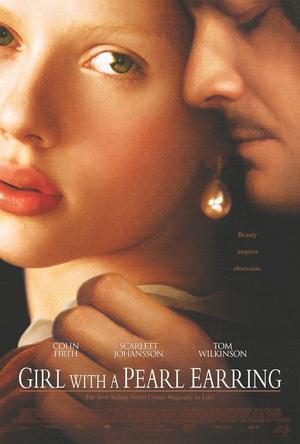 Beauty
inspires
obsession.
COLIN SCARLETT TOM
FIRTH JOHANSSON WILKINSON
GIRL WITH A PEARL EARRING
The Best-Selling Novel Comes Magically to Life!